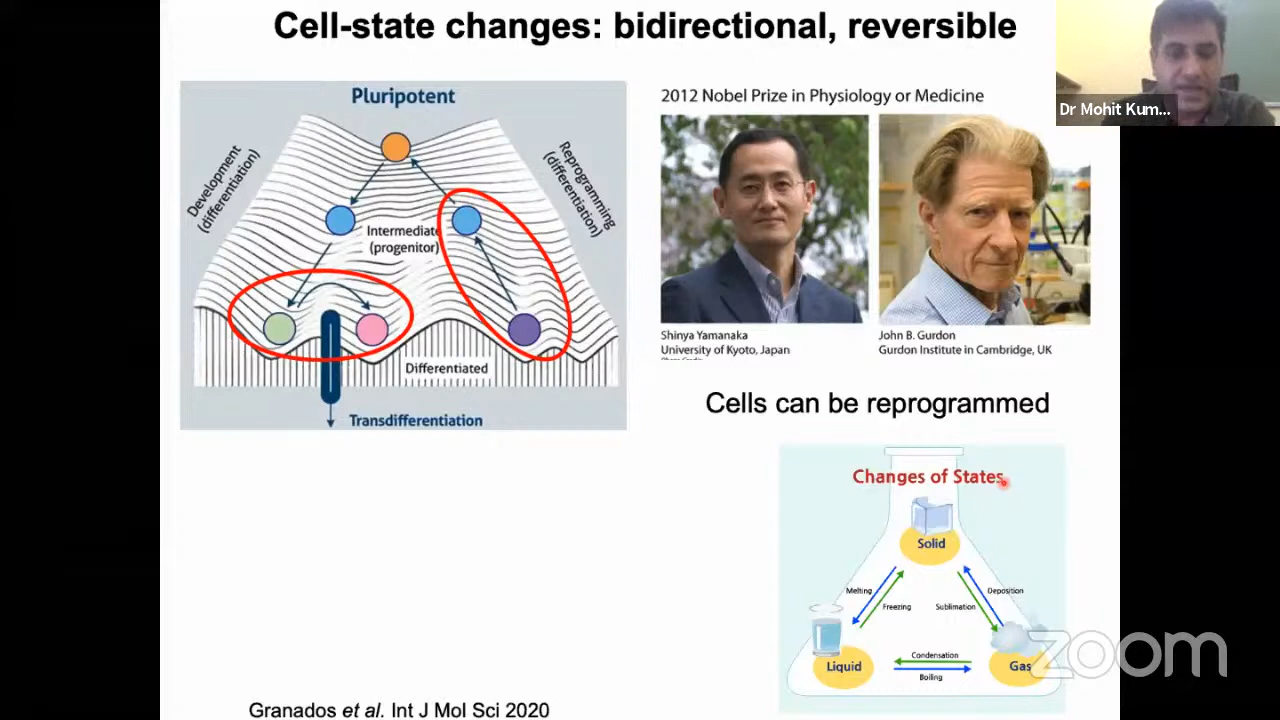 Cell-state changes: bidirectional, reversible
Dr Mohit Kum...
Pluripotent
Development
(differentiation)
Reprogramming
(differentiation)
Intermediate
(progenitor)
Differentiated
Transdifferentiation
2012 Nobel Prize in Physiology or Medicine
Shinya Yamanaka
University of Kyoto, Japan
John B. Gurdon
Gurdon Institute in Cambridge, UK
Cells can be reprogrammed
Changes of States
Solid
Melting
Freezing
Sublimation
Deposition
Liquid
Condensation
Boiling
Gas
zoom
Granados et al. Int J Mol Sci 2020